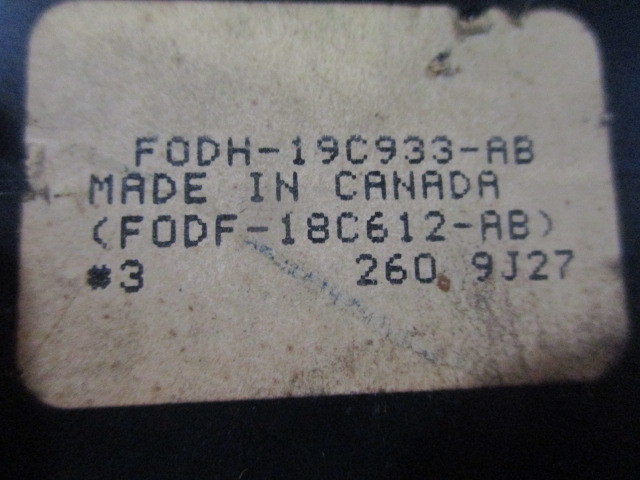 FODH-19C933-AB
MADE IN CANADA
(FODF-18C612-AB)
#3 260 9J27